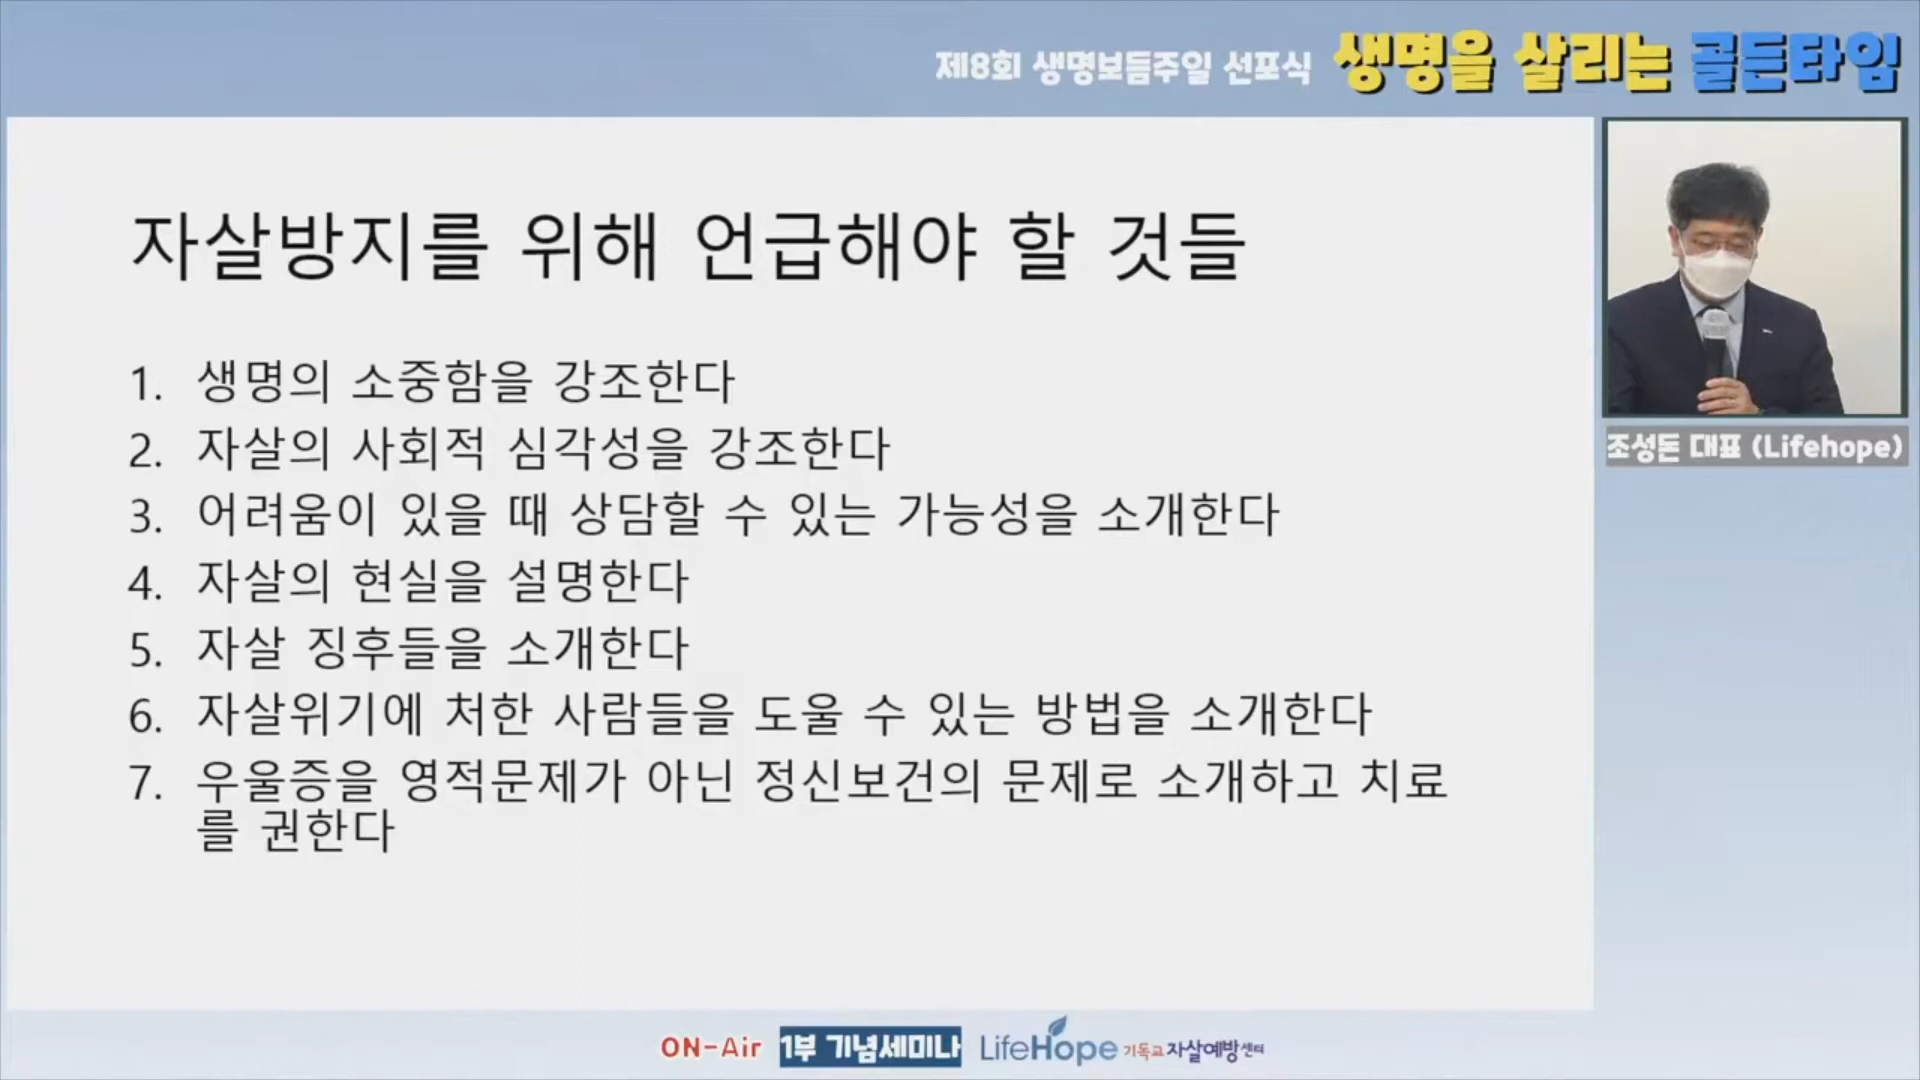 제8회 생명보듬주일 선포식 생명을 살리는 골든타임
자살방지를 위해 언급해야 할 것들
1. 생명의 소중함을 강조한다
2. 자살의 사회적 심각성을 강조한다
3. 어려움이 있을 때 상담할 수 있는 가능성을 소개한다
4. 자살의 현실을 설명한다
5. 자살 징후들을 소개한다
6. 자살위기에 처한 사람들을 도울 수 있는 방법을 소개한다
7. 우울증을 영적문제가 아닌 정신보건의 문제로 소개하고 치료
를 권한다
조성돈 대표 (Lifehope)
ON-Air 1부 기념세미나 LifeHope 기독교자살예방센터